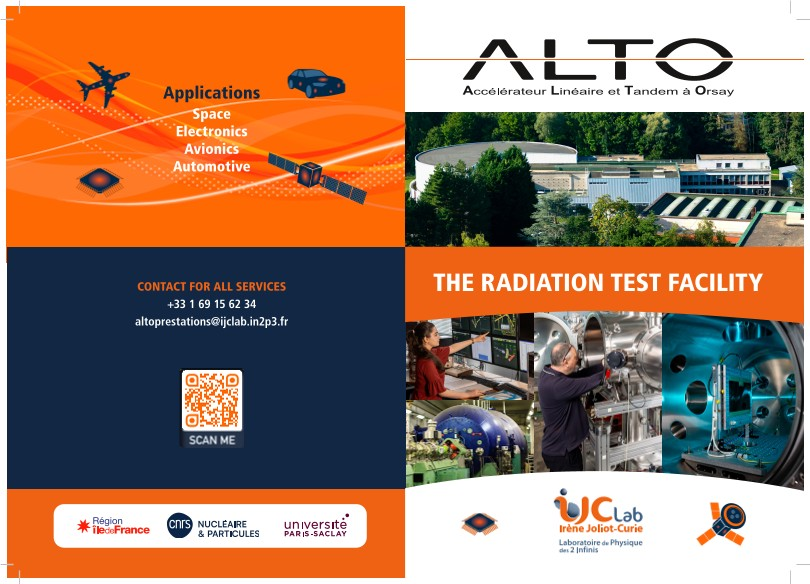 Applications
Space
Electronics
Avionics
Automotive
CONTACT FOR ALL SERVICES
+33 1 69 15 62 34
altoprestations@ijclab.in2p3.fr
SCAN ME
Région
îledeFrance
cnrs
NUCLÉAIRE
& PARTICULES
université
PARIS-SACLAY
ALTO
Accélérateur Linéaire et Tandem à Orsay
THE RADIATION TEST FACILITY
iJC Lab
Irène Joliot-Curie
Laboratoire de Physique
des 2 Infinis